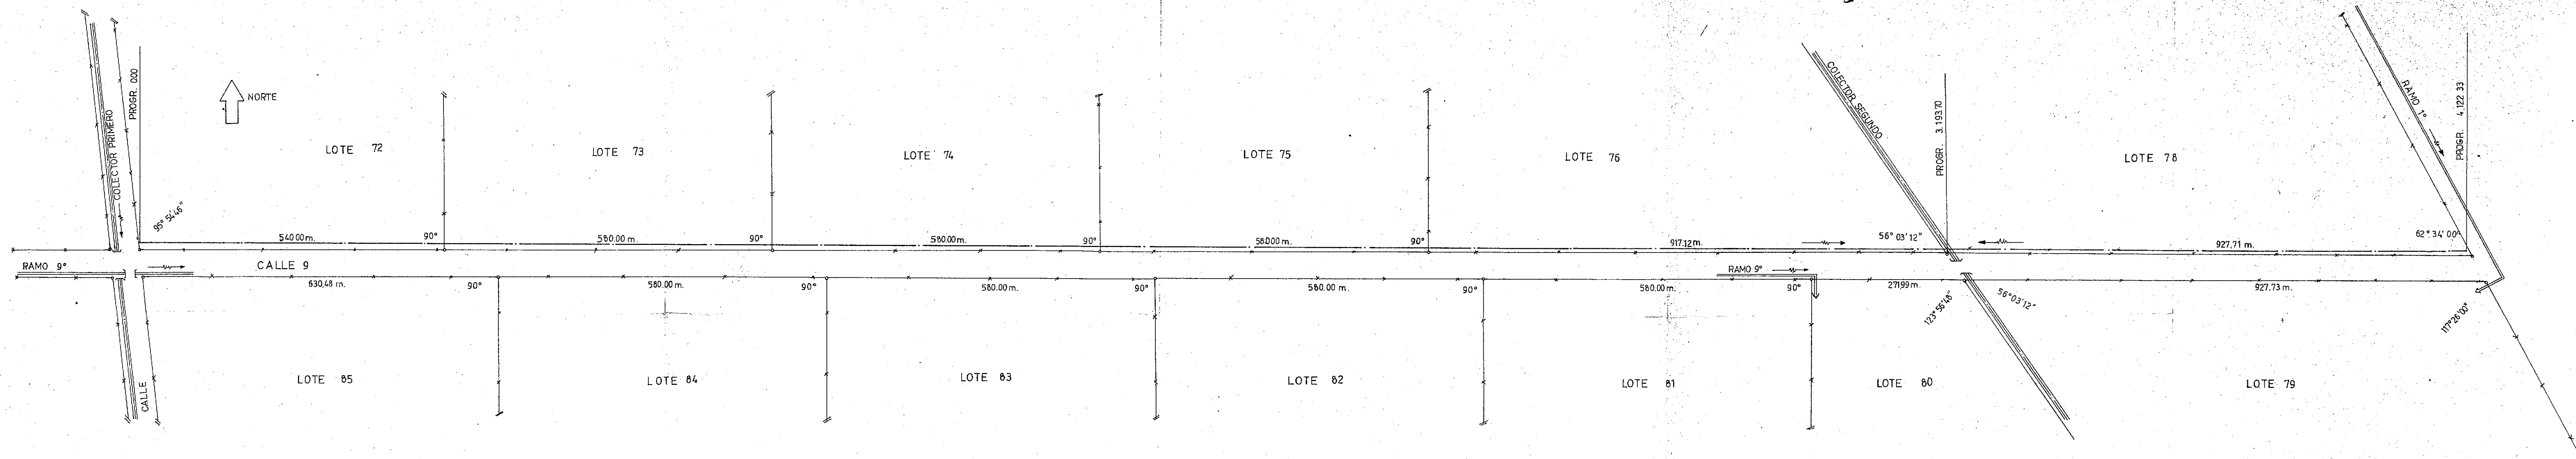 COLECTOR PRIMERO
PROGR. 000
NORTE
COLECTOR SEGUNDO
PROGR. 3.193.70
RAMO 1°
PROGR. 4.122 33
LOTE 72
LOTE 73
LOTE 74
LOTE 75
LOTE 76
LOTE 78
95° 54'46"
540.00 m.
90°
580.00 m.
90°
580.00 m.
90°
580.00 m.
90°
917.12 m.
56° 03'12"
927.71 m.
62° 34' 00"
RAMO 9°
CALLE 9
RAMO 9°
630,48 m.
90°
580.00 m.
90°
580.00 m.
90°
580.00 m.
90°
580.00 m.
90°
271.99 m.
123° 56'48"
56° 03'12"
927.73 m.
117° 26' 00"
CALLE
LOTE 85
LOTE 84
LOTE 83
LOTE 82
LOTE 81
LOTE 80
LOTE 79